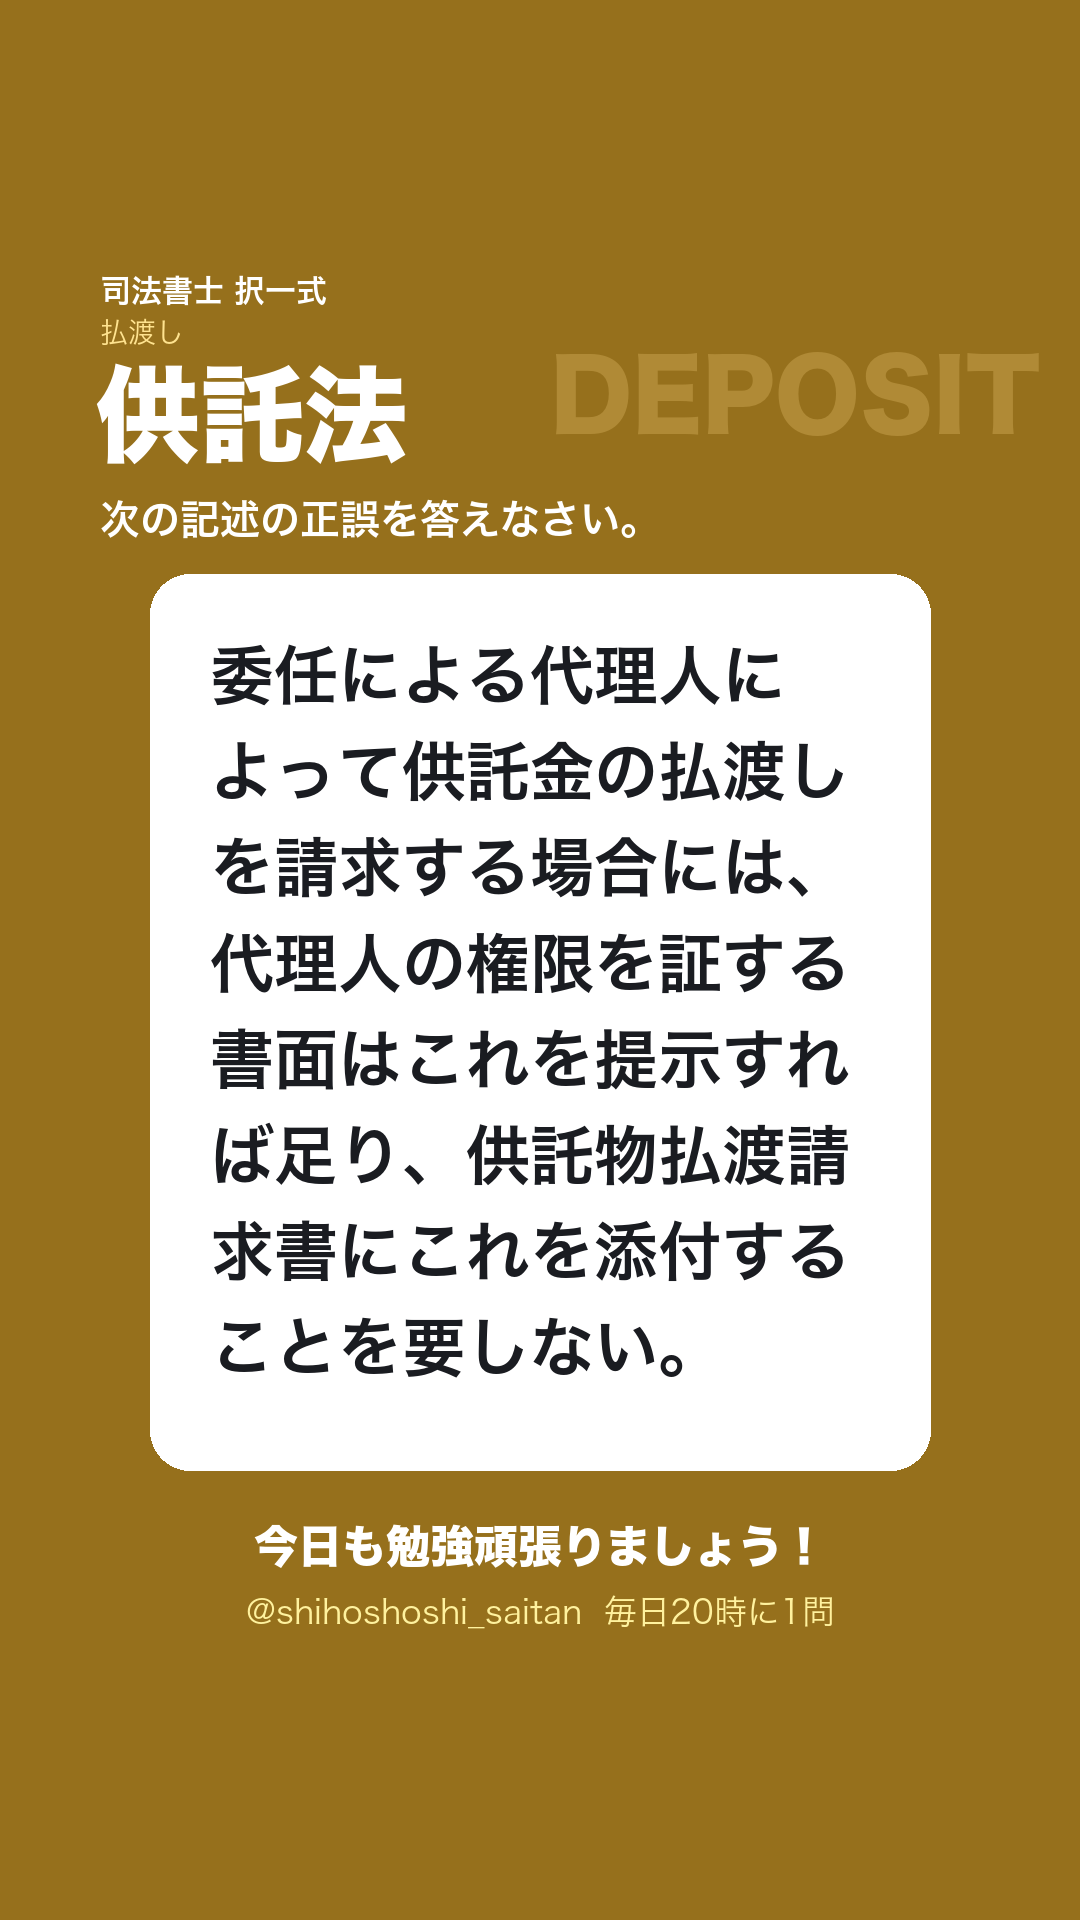 司法書士 択一式
払渡し
供託法
DEPOSIT
次の記述の正誤を答えなさい。
委任による代理人に
よって供託金の払渡し
を請求する場合には、
代理人の権限を証する
書面はこれを提示すれ
ば足り、供託物払渡請
求書にこれを添付する
ことを要しない。
今日も勉強頑張りましょう！
@shihoshoshi_saitan 毎日20時に1問